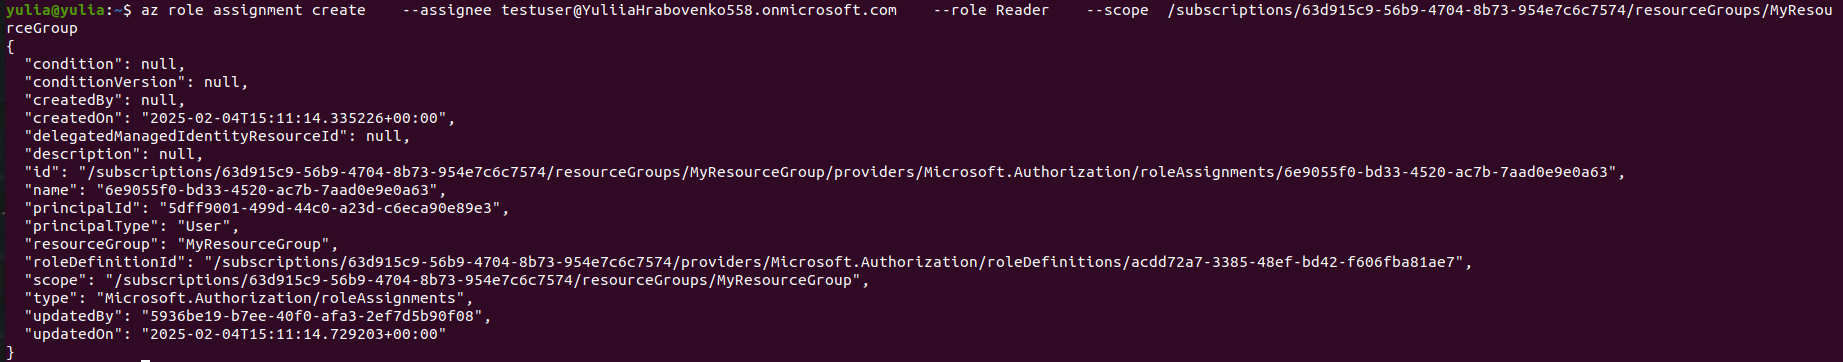 yulia@yulia:~$ az role assignment create    --assignee testuser@YuliiaHrabovenko558.onmicrosoft.com    --role Reader    --scope  /subscriptions/63d915c9-56b9-4704-8b73-954e7c6c7574/resourceGroups/MyResou
rceGroup
{
  "condition": null,
  "conditionVersion": null,
  "createdBy": null,
  "createdOn": "2025-02-04T15:11:14.335226+00:00",
  "delegatedManagedIdentityResourceId": null,
  "description": null,
  "id": "/subscriptions/63d915c9-56b9-4704-8b73-954e7c6c7574/resourceGroups/MyResourceGroup/providers/Microsoft.Authorization/roleAssignments/6e9055f0-bd33-4520-ac7b-7aad0e9e0a63",
  "name": "6e9055f0-bd33-4520-ac7b-7aad0e9e0a63",
  "principalId": "5dff9001-499d-44c0-a23d-c6eca90e89e3",
  "principalType": "User",
  "resourceGroup": "MyResourceGroup",
  "roleDefinitionId": "/subscriptions/63d915c9-56b9-4704-8b73-954e7c6c7574/providers/Microsoft.Authorization/roleDefinitions/acdd72a7-3385-48ef-bd42-f606fba81ae7",
  "scope": "/subscriptions/63d915c9-56b9-4704-8b73-954e7c6c7574/resourceGroups/MyResourceGroup",
  "type": "Microsoft.Authorization/roleAssignments",
  "updatedBy": "5936be19-b7ee-40f0-afa3-2ef7d5b90f08",
  "updatedOn": "2025-02-04T15:11:14.729203+00:00"
}